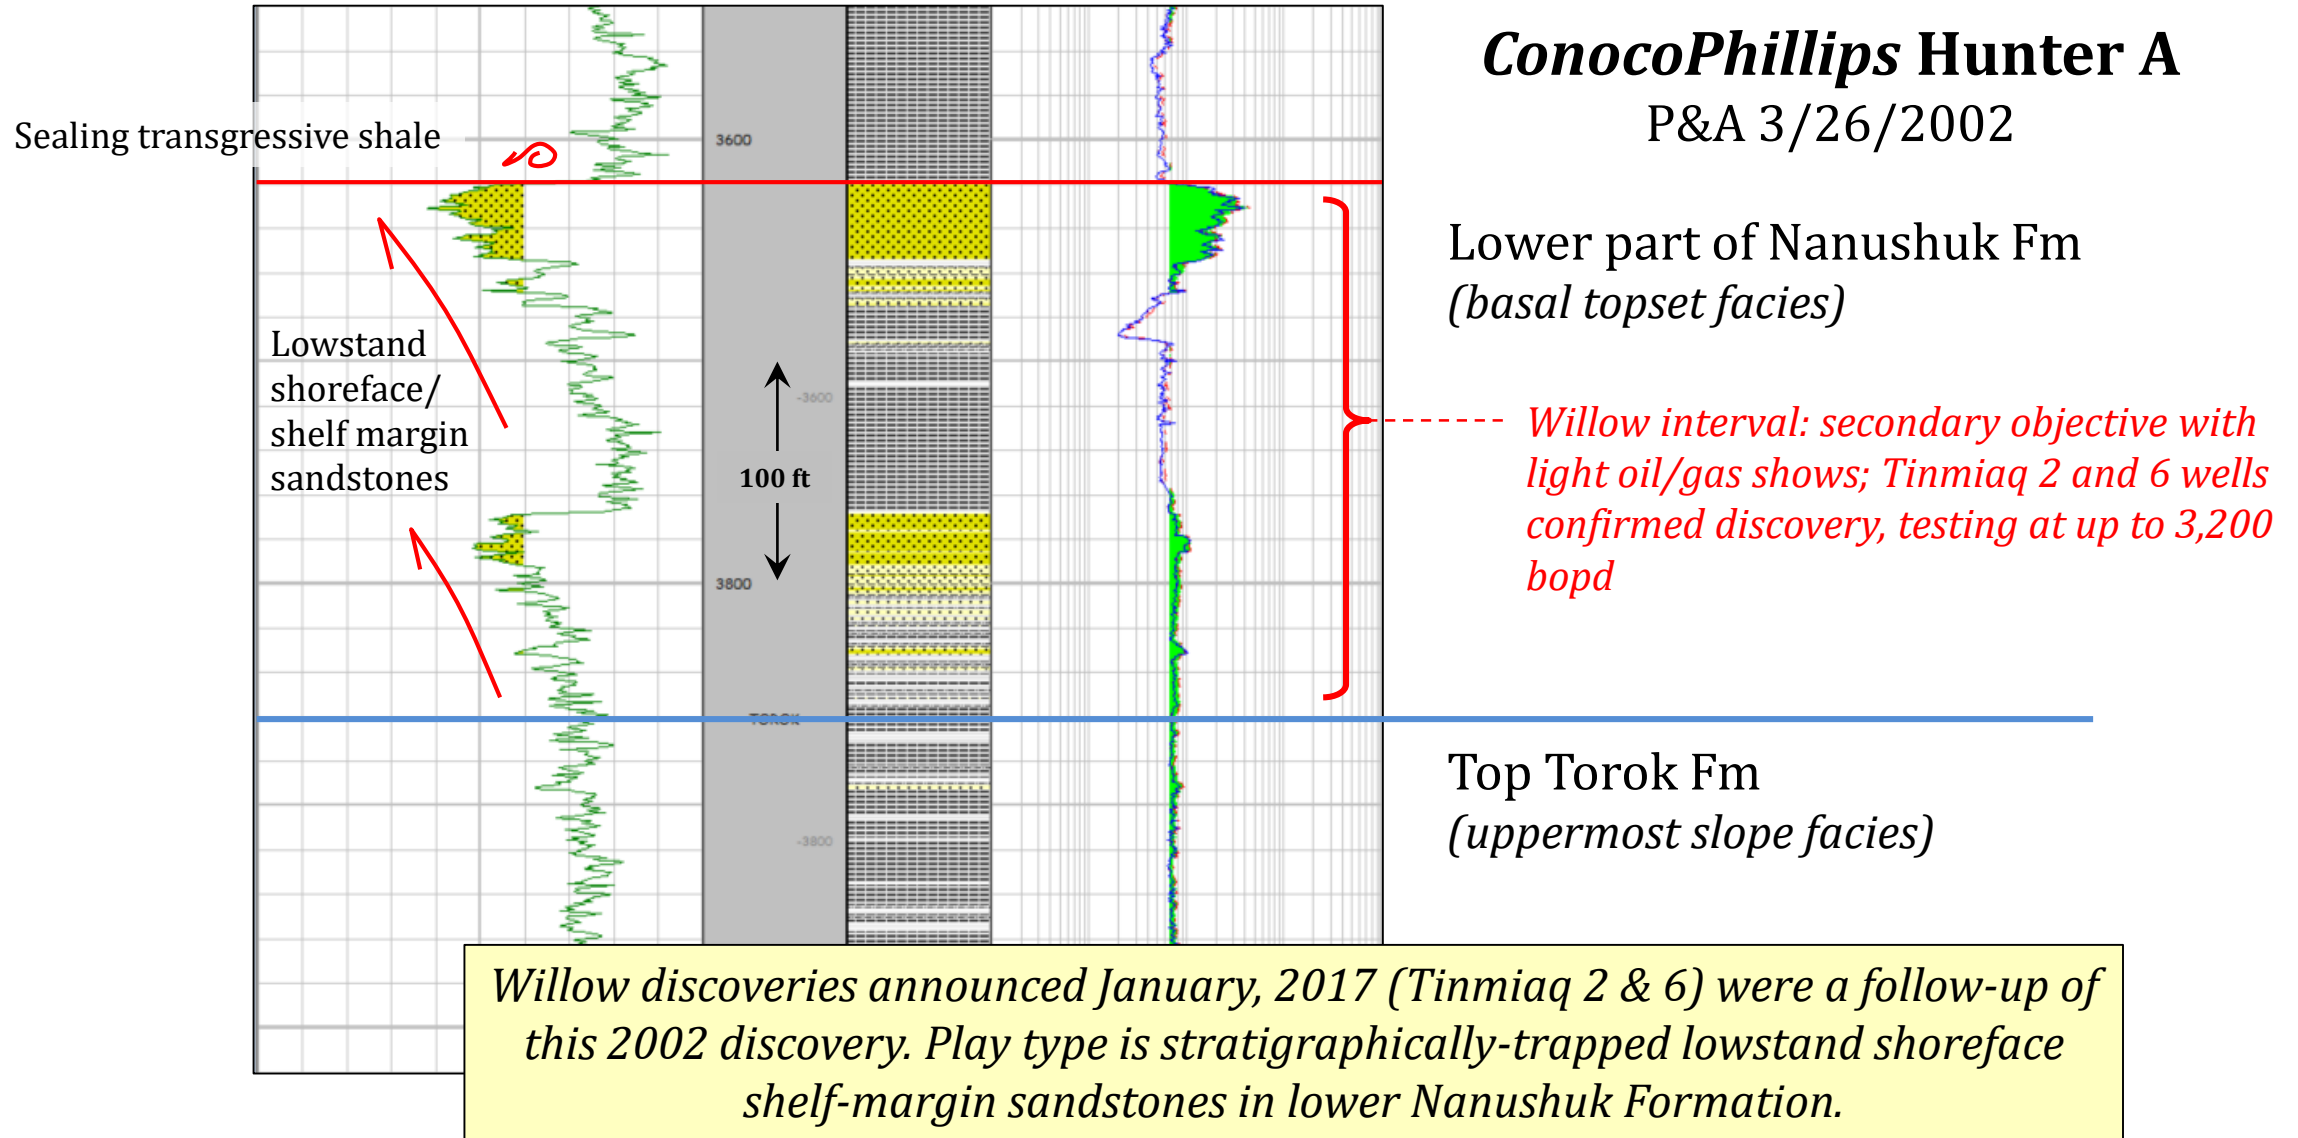 ConocoPhillips Hunter A
P&A 3/26/2002
Sealing transgressive shale
3600
Lower part of Nanushuk Fm
(basal topset facies)
Lowstand
shoreface/
shelf margin
sandstones
-3600
100 ft
Willow interval: secondary objective with
light oil/gas shows; Tinmiaq 2 and 6 wells
confirmed discovery, testing at up to 3,200
bopd
3800
TOROK
Top Torok Fm
(uppermost slope facies)
-3800
Willow discoveries announced January, 2017 (Tinmiaq 2 & 6) were a follow-up of
this 2002 discovery. Play type is stratigraphically-trapped lowstand shoreface
shelf-margin sandstones in lower Nanushuk Formation.